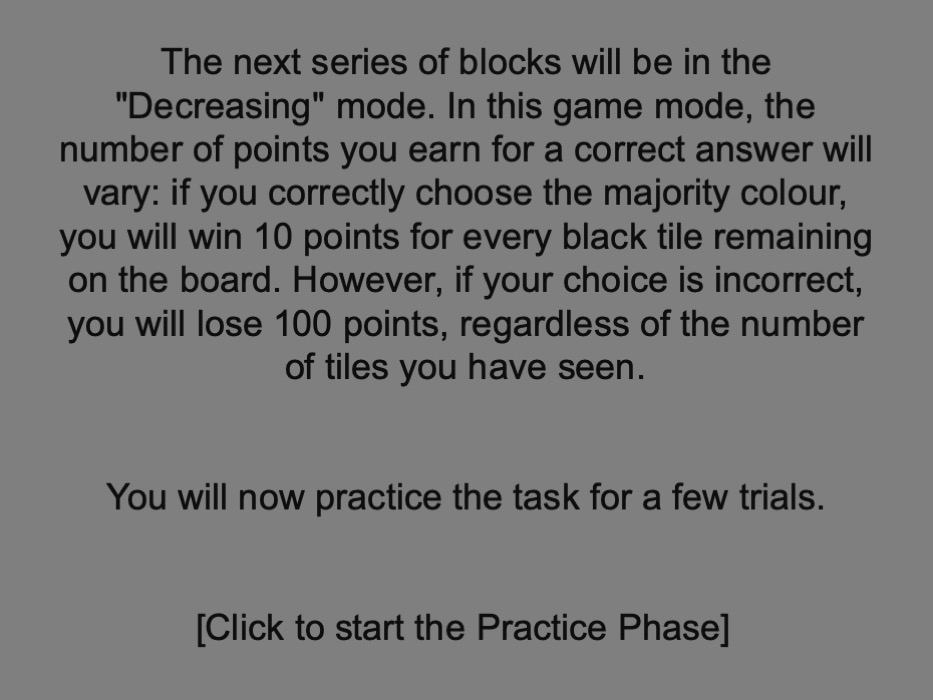 The next series of blocks will be in the
"Decreasing" mode. In this game mode, the
number of points you earn for a correct answer will
vary: if you correctly choose the majority colour,
you will win 10 points for every black tile remaining
on the board. However, if your choice is incorrect,
you will lose 100 points, regardless of the number
of tiles you have seen.
You will now practice the task for a few trials.
[Click to start the Practice Phase]